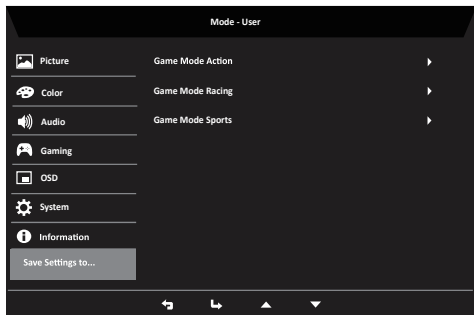 Mode - User
Picture
Color
Audio
Gaming
OSD
System
Information
Save Settings to...
Game Mode Action
Game Mode Racing
Game Mode Sports